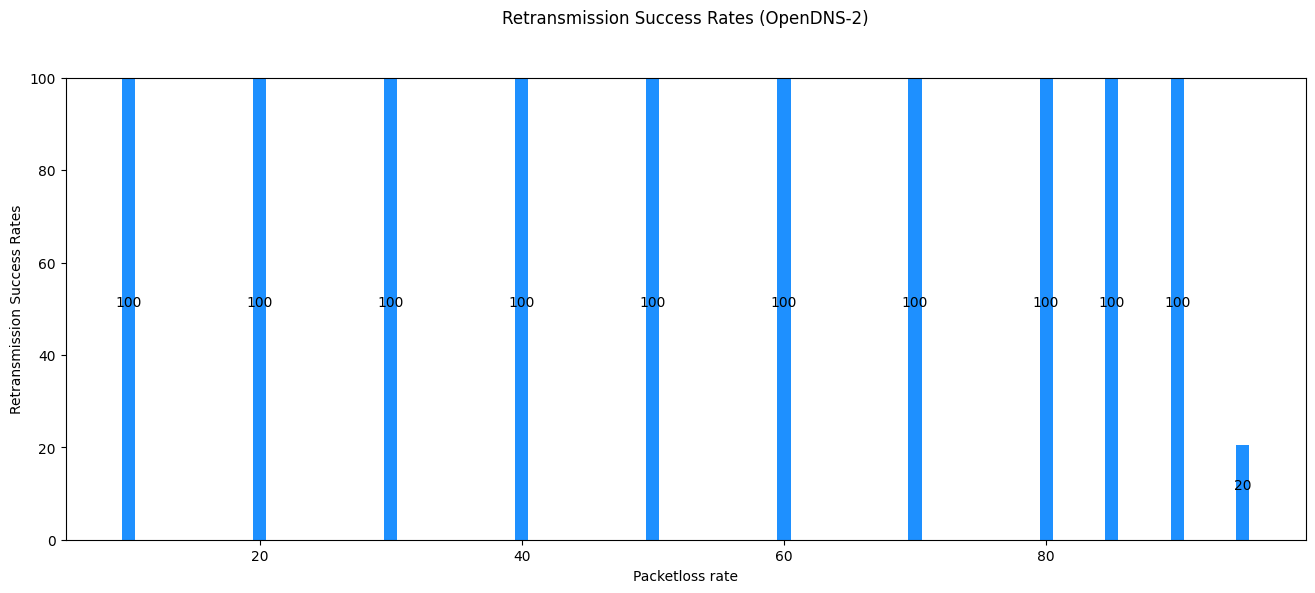 Retransmission Success Rates (OpenDNS-2)
Retransmission Success Rates
100
80
60
40
20
0
100 100 100 100 100 100 100 100 100 100
20
20 40 60 80
Packetloss rate